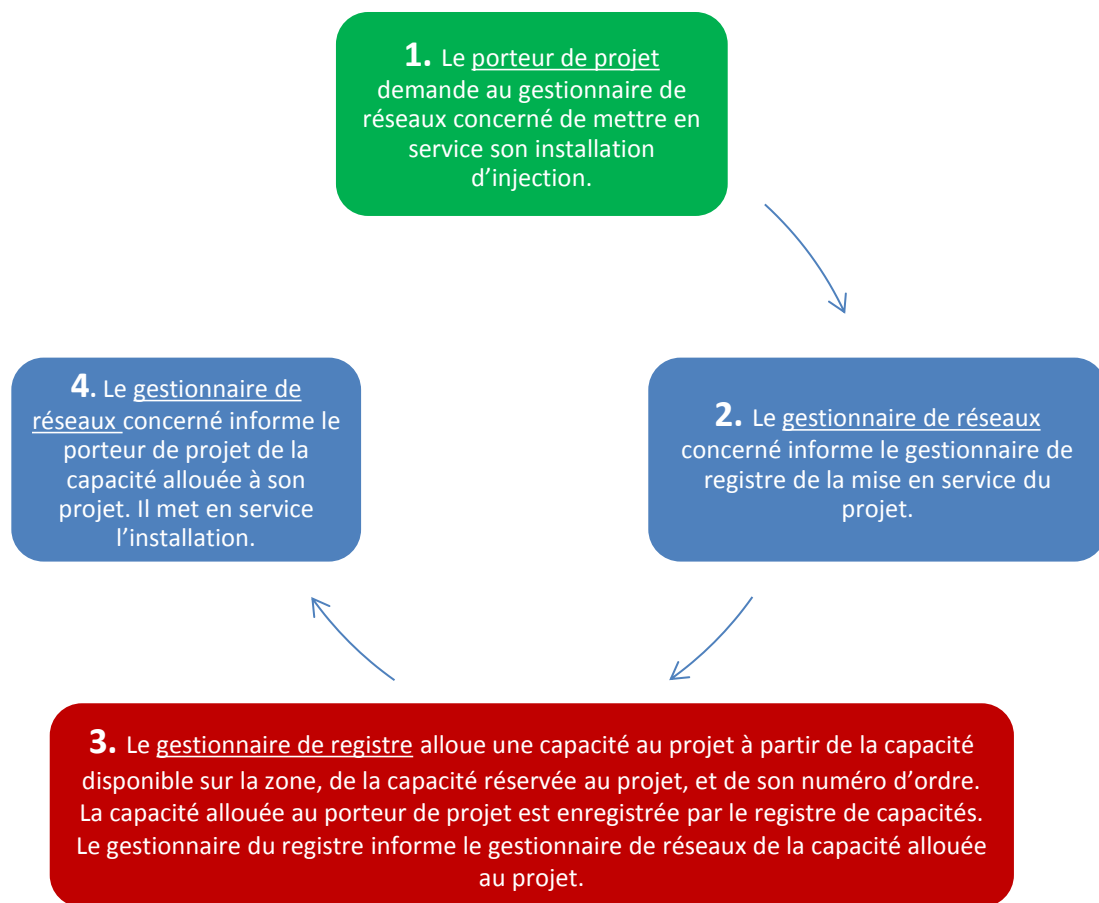 1. Le porteur de projet
demande au gestionnaire de
réseaux concerné de mettre en
service son installation
d’injection.
2. Le gestionnaire de réseaux
concerné informe le gestionnaire de
registre de la mise en service du
projet.
3. Le gestionnaire de registre alloue une capacité au projet à partir de la capacité
disponible sur la zone, de la capacité réservée au projet, et de son numéro d’ordre.
La capacité allouée au porteur de projet est enregistrée par le registre de capacités.
Le gestionnaire du registre informe le gestionnaire de réseaux de la capacité allouée
au projet.
4. Le gestionnaire de
réseaux concerné informe le
porteur de projet de la
capacité allouée à son
projet. Il met en service
l’installation.